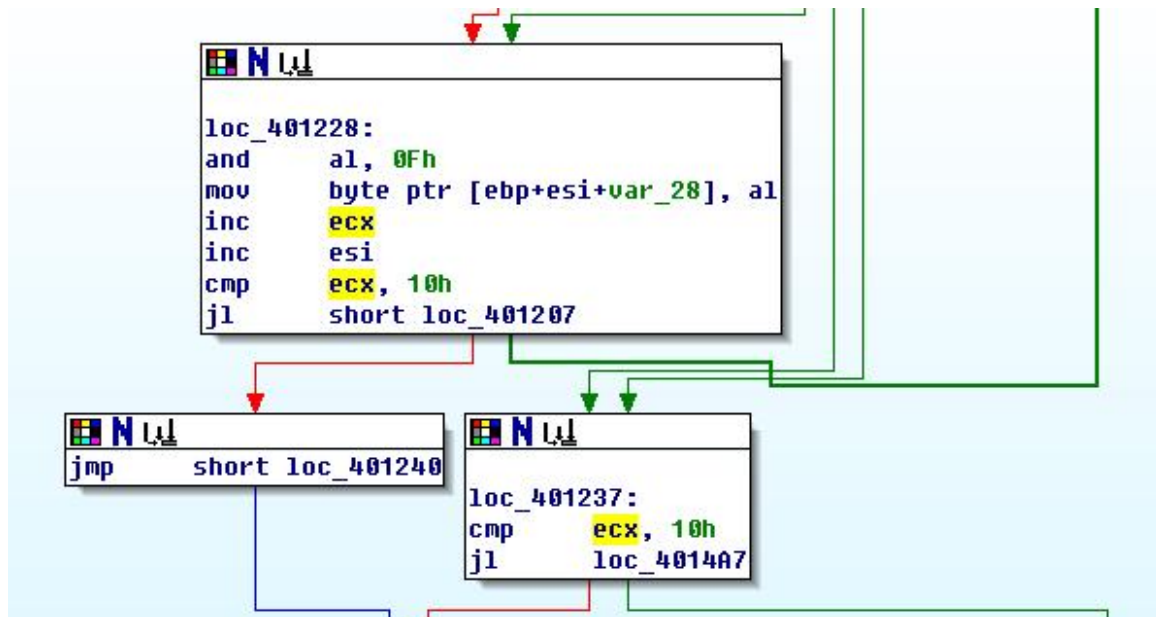 N
loc_401228:
and al, 0Fh
mov byte ptr [ebp+esi+var_28], al
inc ecx
inc esi
cmp ecx, 10h
jl short loc_401207
N
jmp short loc_401240
N
loc_401237:
cmp ecx, 10h
jl loc_4014A7